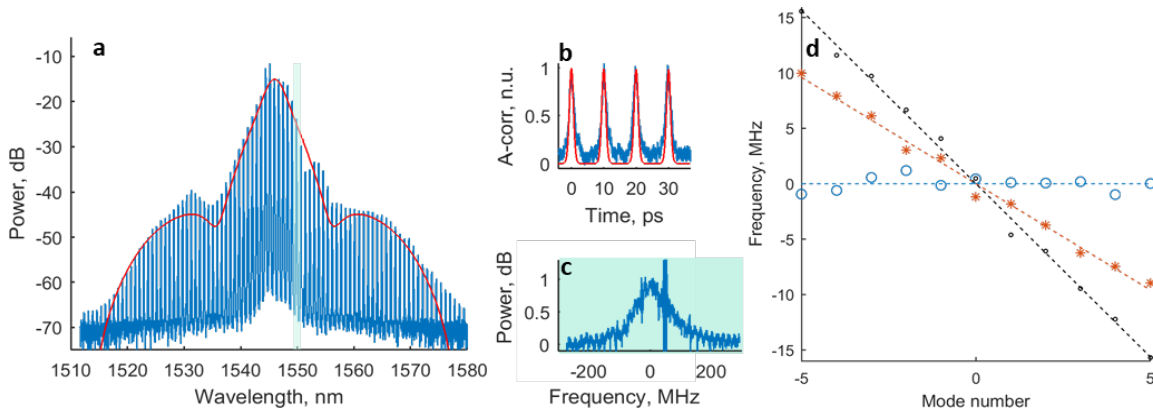 a
Power, dB
-10
-20
-30
-40
-50
-60
-70
1510 1520 1530 1540 1550 1560 1570 1580
Wavelength, nm
b
A-corr, n.u.
1
0.5
0
0 10 20 30
Time, ps
c
Power, dB
1
0.5
0
-200 0 200
Frequency, MHz
d
Frequency, MHz
15
10
5
0
-5
-10
-15
-5 0 5
Mode number